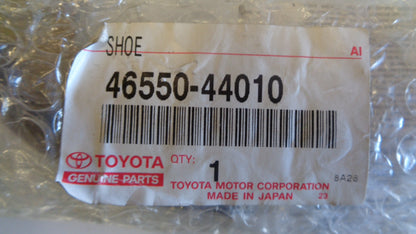 SHOE
AI
46550-44010
TOYOTA
GENUINE PARTS
QTY:
1
8A28
TOYOTA MOTOR CORPORATION
MADE IN JAPAN
23